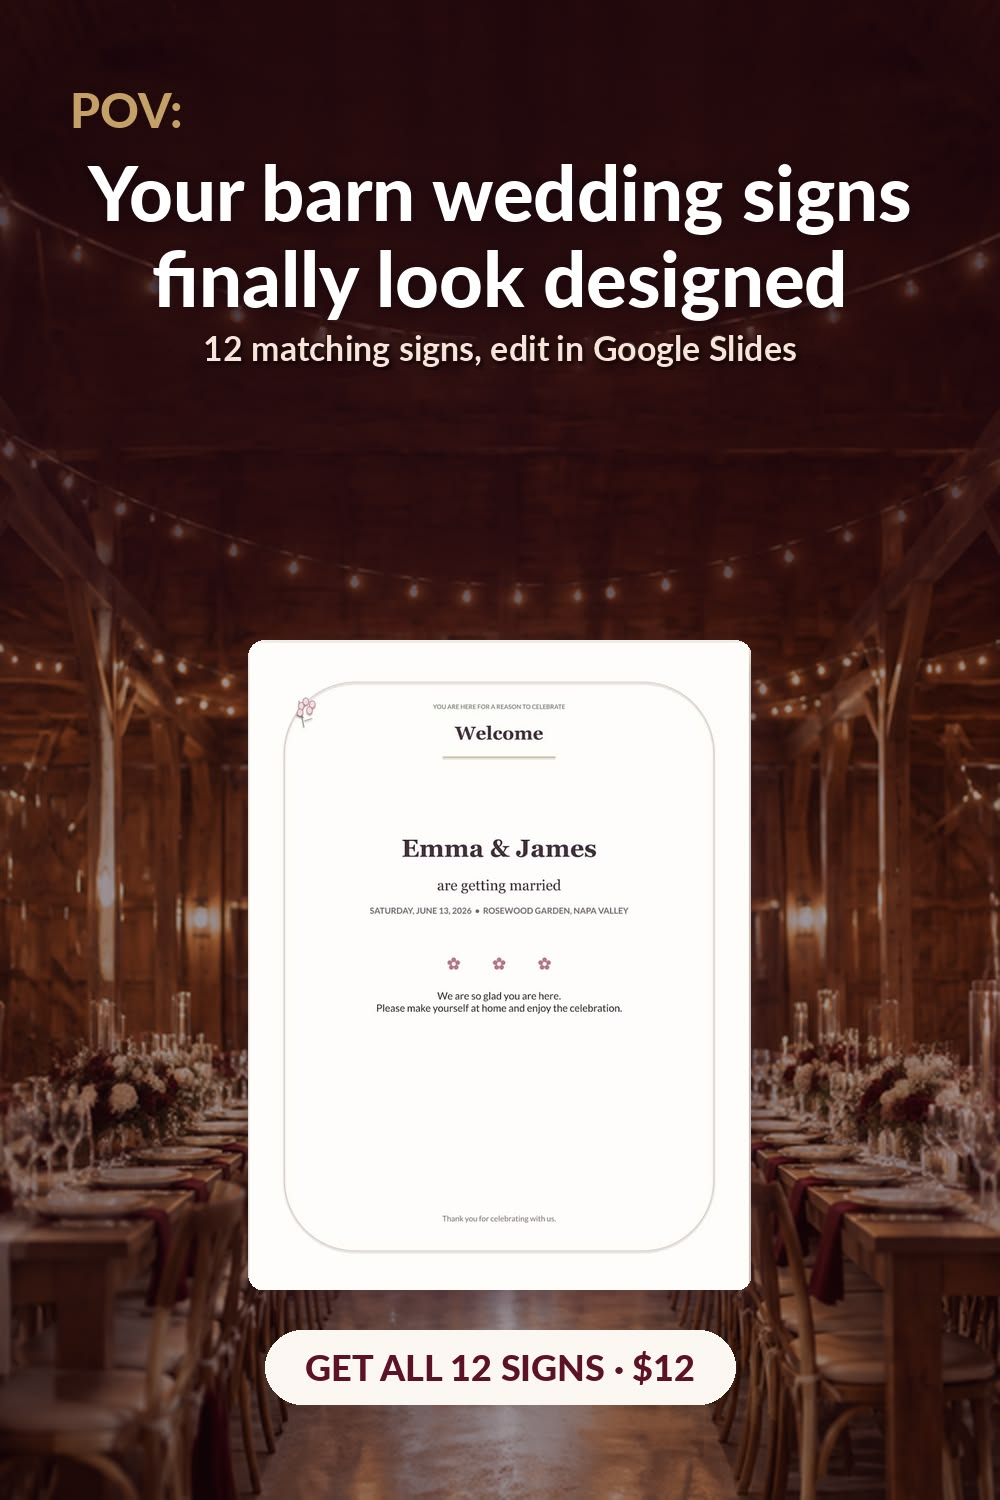 POV:
Your barn wedding signs
finally look designed
12 matching signs, edit in Google Slides
YOU ARE HERE FOR A REASON TO CELEBRATE
Welcome
Emma & James
are getting married
SATURDAY, JUNE 13, 2026 • ROSEWOOD GARDEN, NAPA VALLEY
We are so glad you are here.
Please make yourself at home and enjoy the celebration.
Thank you for celebrating with us.
GET ALL 12 SIGNS · $12